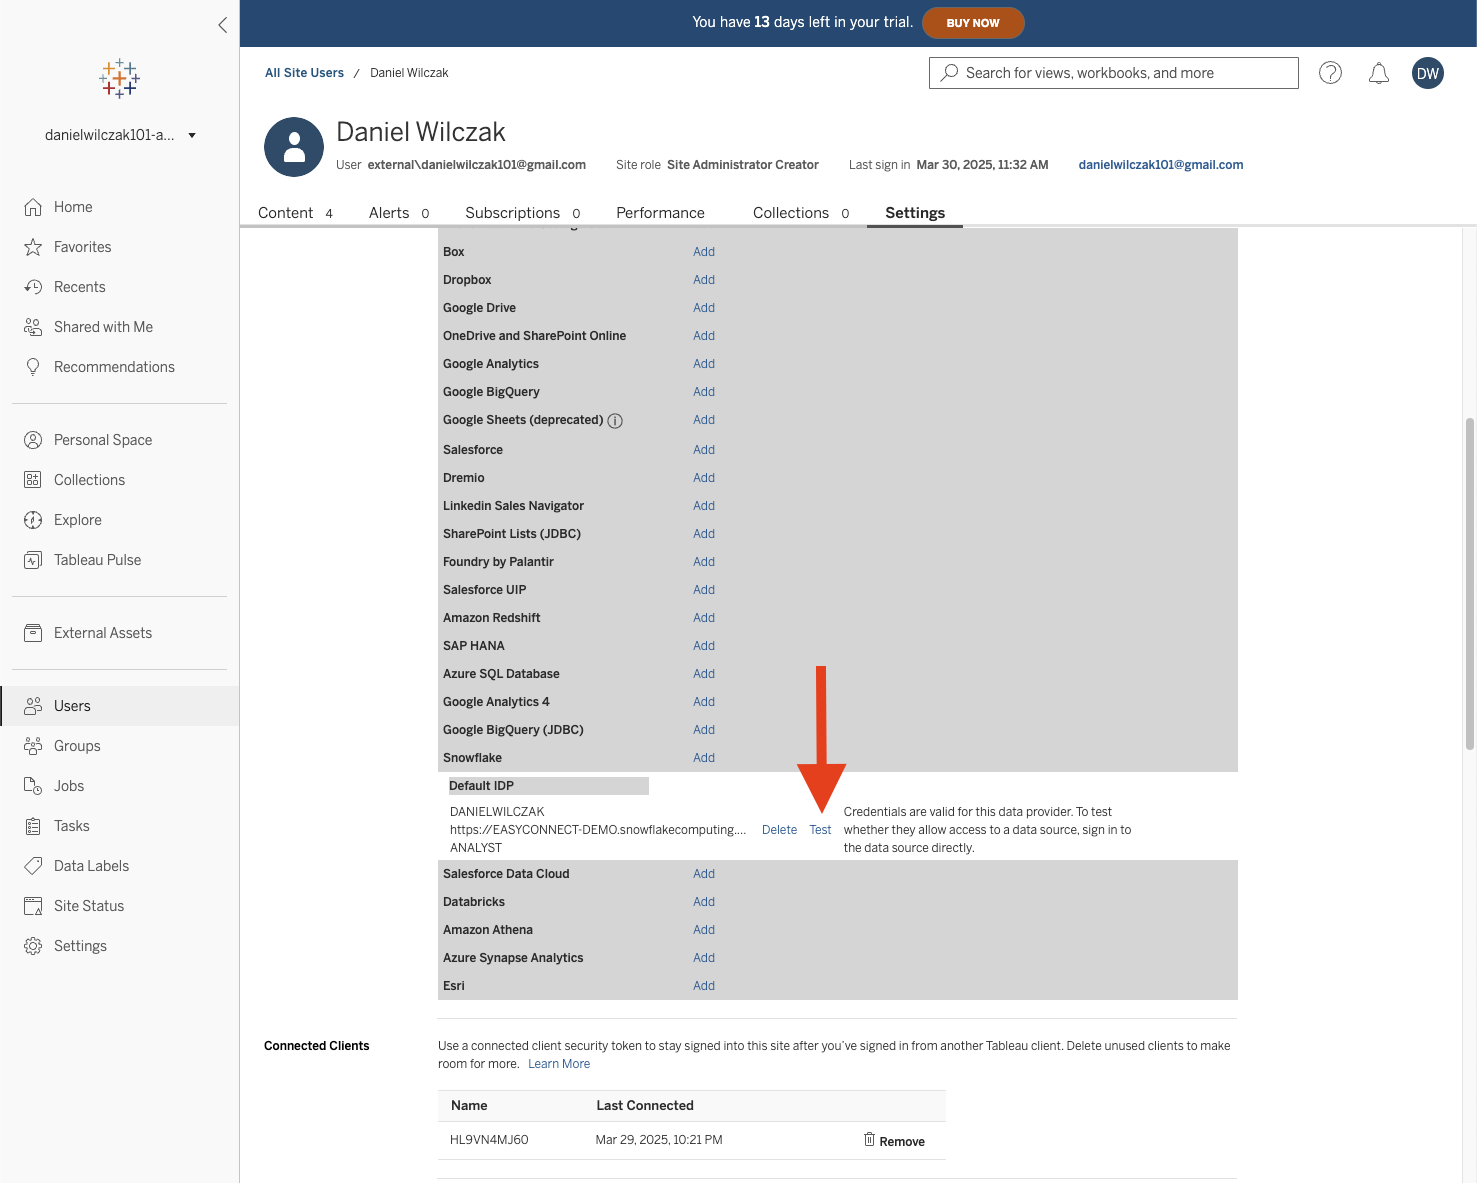 You have 13 days left in your trial. BUY NOW
danielwilczak101-a...
Home
Favorites
Recents
Shared with Me
Recommendations
Personal Space
Collections
Explore
Tableau Pulse
External Assets
Users
Groups
Jobs
Tasks
Data Labels
Site Status
Settings
All Site Users / Daniel Wilczak
Search for views, workbooks, and more
DW
Daniel Wilczak
User external\danielwilczak101@gmail.com Site role Site Administrator Creator Last sign in Mar 30, 2025, 11:32 AM danielwilczak101@gmail.com
Content 4 Alerts 0 Subscriptions 0 Performance Collections 0 Settings
Box Add
Dropbox Add
Google Drive Add
OneDrive and SharePoint Online Add
Google Analytics Add
Google BigQuery Add
Google Sheets (deprecated) Add
Salesforce Add
Dremio Add
Linkedin Sales Navigator Add
SharePoint Lists (JDBC) Add
Foundry by Palantir Add
Salesforce UIP Add
Amazon Redshift Add
SAP HANA Add
Azure SQL Database Add
Google Analytics 4 Add
Google BigQuery (JDBC) Add
Snowflake Add
Default IDP
DANIELWILCZAK
https://EASYCONNECT-DEMO.snowflakecomputing....
ANALYST
Delete Test
Credentials are valid for this data provider. To test
whether they allow access to a data source, sign in to
the data source directly.
Salesforce Data Cloud Add
Databricks Add
Amazon Athena Add
Azure Synapse Analytics Add
Esri Add
Connected Clients
Use a connected client security token to stay signed into this site after you've signed in from another Tableau client. Delete unused clients to make
room for more. Learn More
Name Last Connected
HL9VN4MJ60 Mar 29, 2025, 10:21 PM Remove